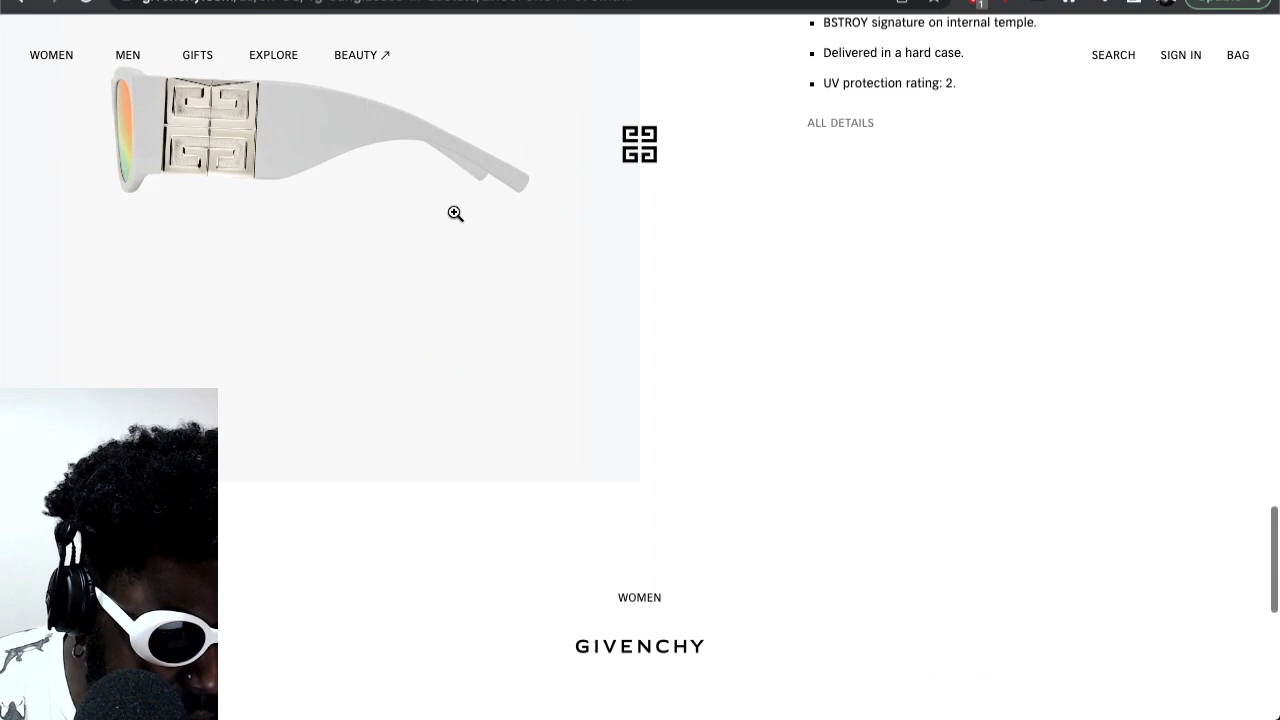 BSTROY signature on internal temple.
WOMEN MEN GIFTS EXPLORE BEAUTY ↗ SEARCH SIGN IN BAG
Delivered in a hard case.
UV protection rating: 2.
ALL DETAILS
WOMEN
GIVENCHY